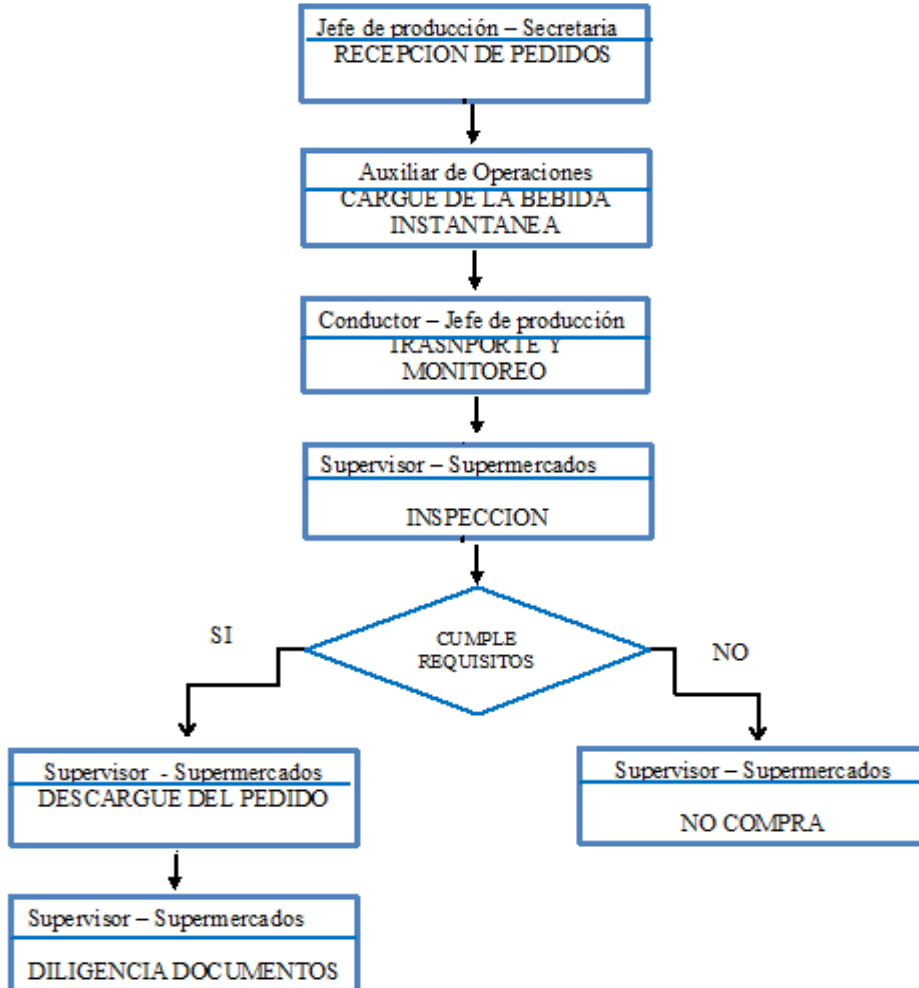 Jefe de producción – Secretaria
RECEPCION DE PEDIDOS
Auxiliar de Operaciones
CARGUE DE LA BEBIDA
INSTANTANEA
Conductor – Jefe de producción
TRASNPORTE Y
MONITOREO
Supervisor – Supermercados
INSPECCION
CUMPLE
REQUISITOS
SI
NO
Supervisor - Supermercados
DESCARGUE DEL PEDIDO
Supervisor – Supermercados
NO COMPRA
Supervisor – Supermercados
DILIGENCIA DOCUMENTOS